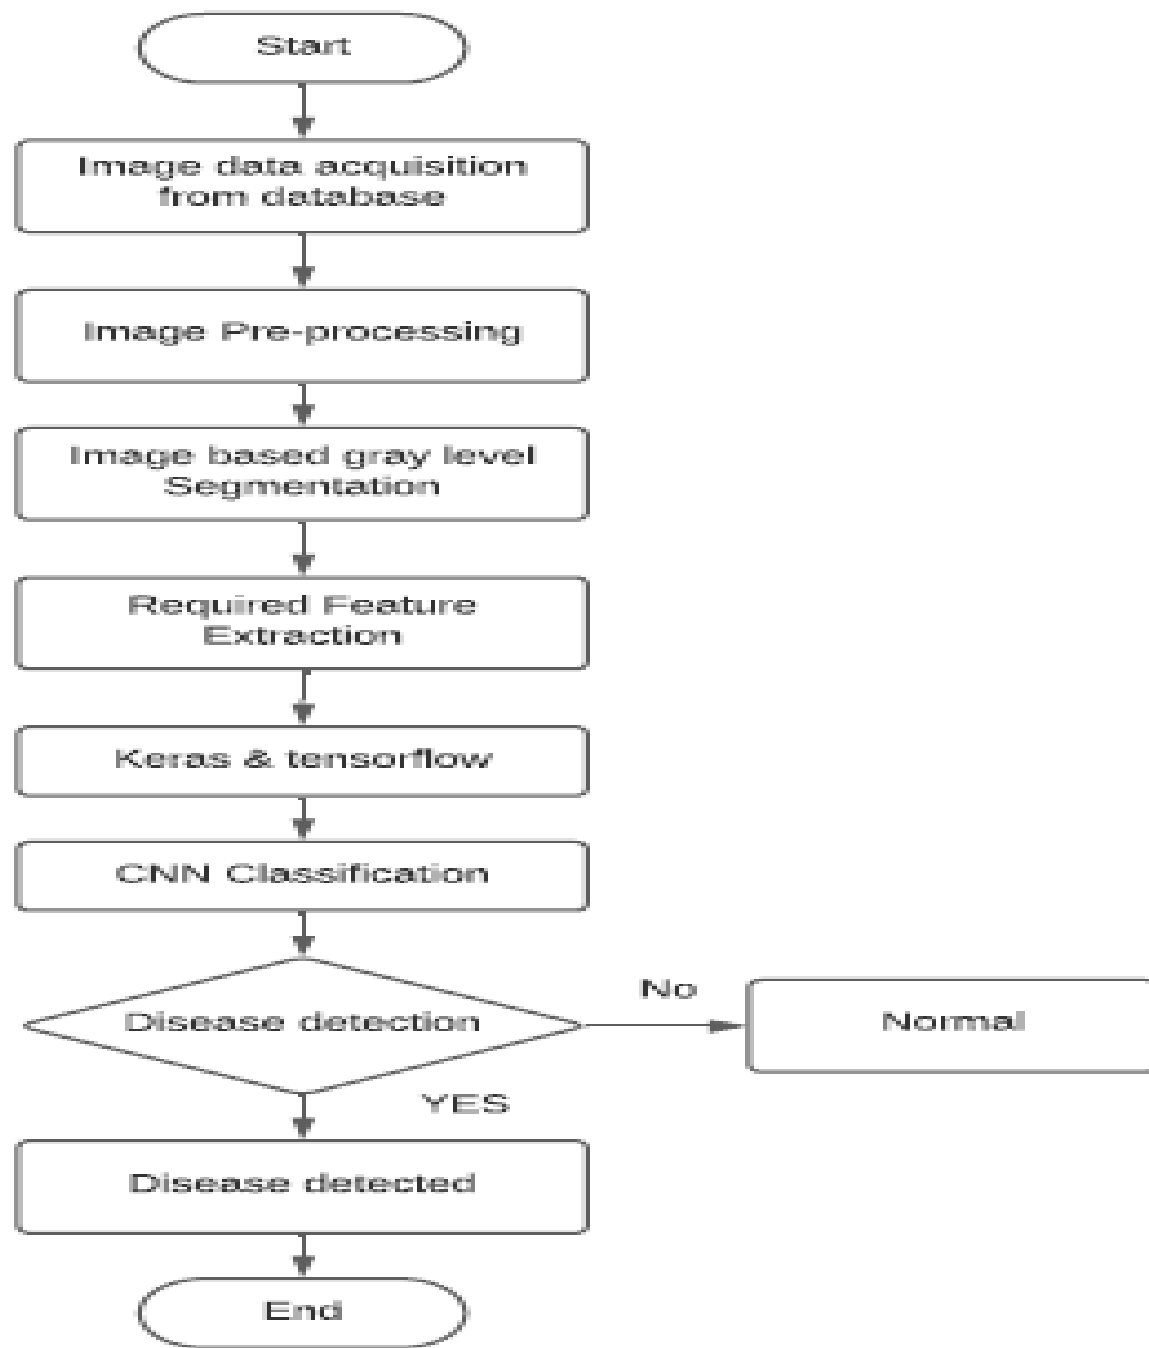 Start
Image data acquisition
from database
Image Pre-processing
Image based gray level
Segmentation
Required Feature
Extraction
Keras & tensorflow
CNN Classification
Disease detection
No
Normal
YES
Disease detected
End